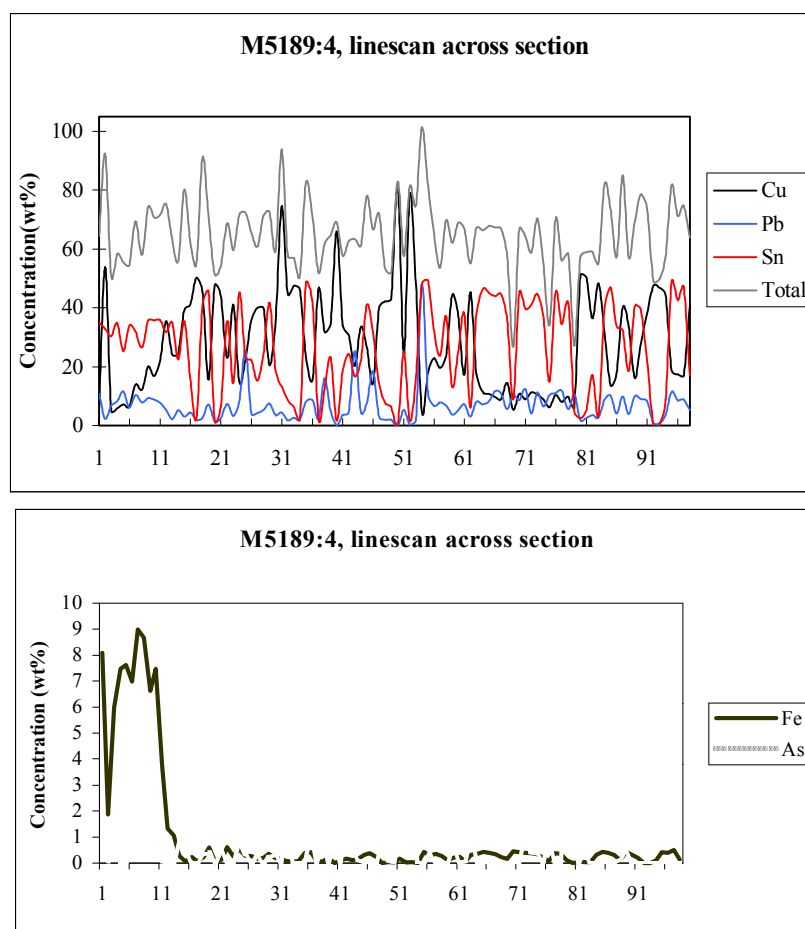 M5189:4, linescan across section
Concentration(wt%)
100
80
60
40
20
0
1 11 21 31 41 51 61 71 81 91
Cu
Pb
Sn
Total
M5189:4, linescan across section
Concentration (wt%)
10
9
8
7
6
5
4
3
2
1
0
1 11 21 31 41 51 61 71 81 91
Fe
As